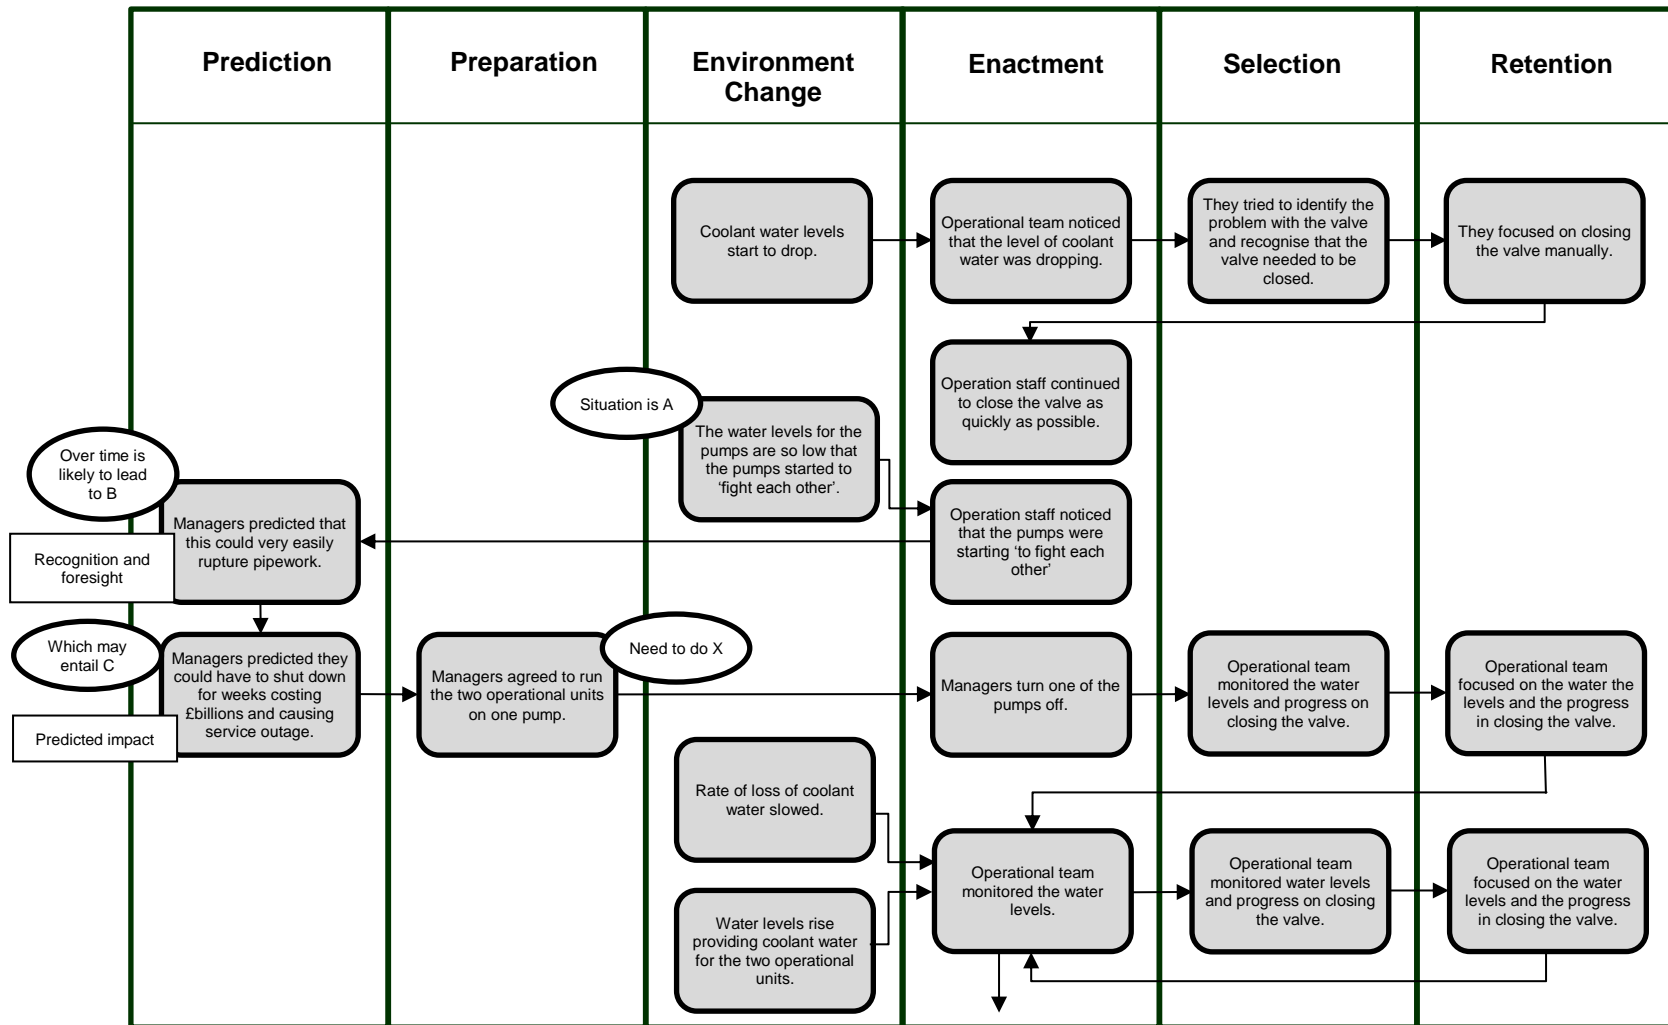 Prediction
Preparation
Environment
Change
Enactment
Selection
Retention
Coolant water levels
start to drop.
Operational team noticed
that the level of coolant
water was dropping.
They tried to identify the
problem with the valve
and recognise that the
valve needed to be
closed.
They focused on closing
the valve manually.
Operation staff continued
to close the valve as
quickly as possible.
Situation is A
The water levels for the
pumps are so low that
the pumps started to
‘fight each other’.
Over time is
likely to lead
to B
Managers predicted that
this could very easily
rupture pipework.
Recognition and
foresight
Operation staff noticed
that the pumps were
starting ‘to fight each
other’
Which may
entail C
Managers predicted they
could have to shut down
for weeks costing
£billions and causing
service outage.
Predicted impact
Managers agreed to run
the two operational units
on one pump.
Need to do X
Managers turn one of the
pumps off.
Operational team
monitored the water
levels and progress on
closing the valve.
Operational team
focused on the water the
levels and the progress
in closing the valve.
Rate of loss of coolant
water slowed.
Water levels rise
providing coolant water
for the two operational
units.
Operational team
monitored the water
levels.
Operational team
monitored water levels
and progress on closing
the valve.
Operational team
focused on the water
levels and the progress
in closing the valve.